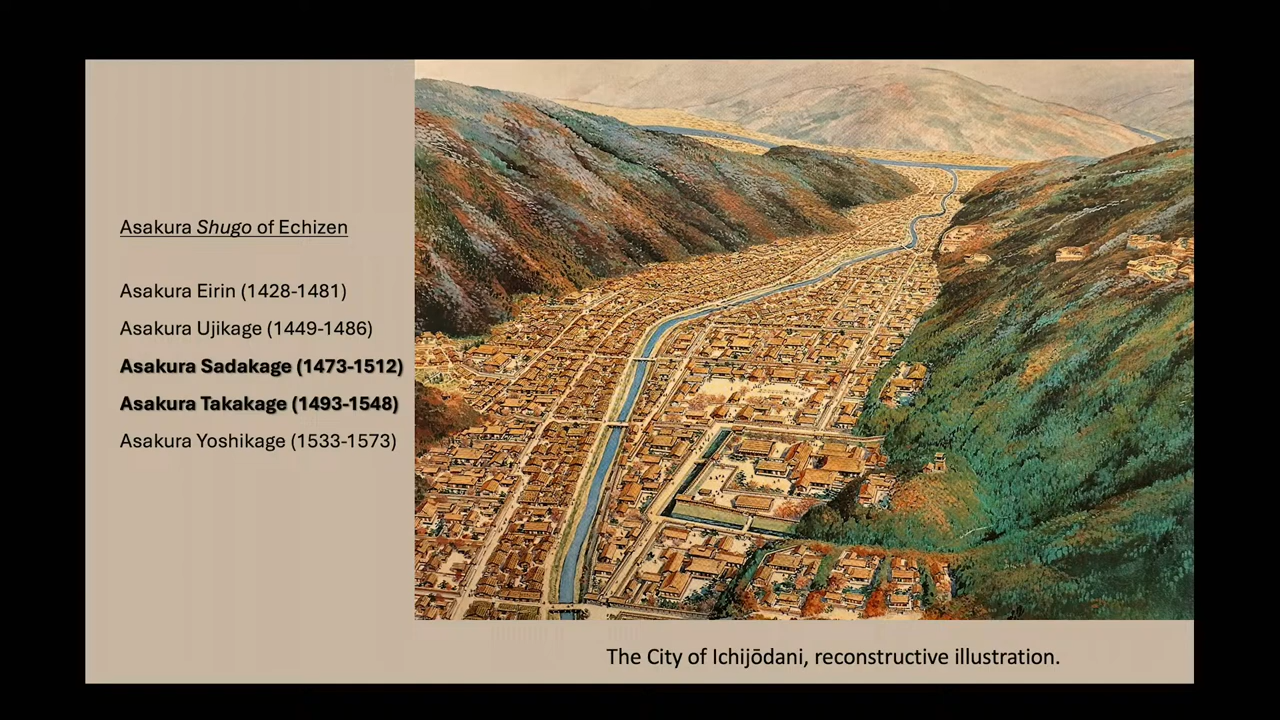 Asakura Shugo of Echizen
Asakura Eirin (1428-1481)
Asakura Ujikage (1449-1486)
Asakura Sadakage (1473-1512)
Asakura Takakage (1493-1548)
Asakura Yoshikage (1533-1573)
The City of Ichijōdani, reconstructive illustration.